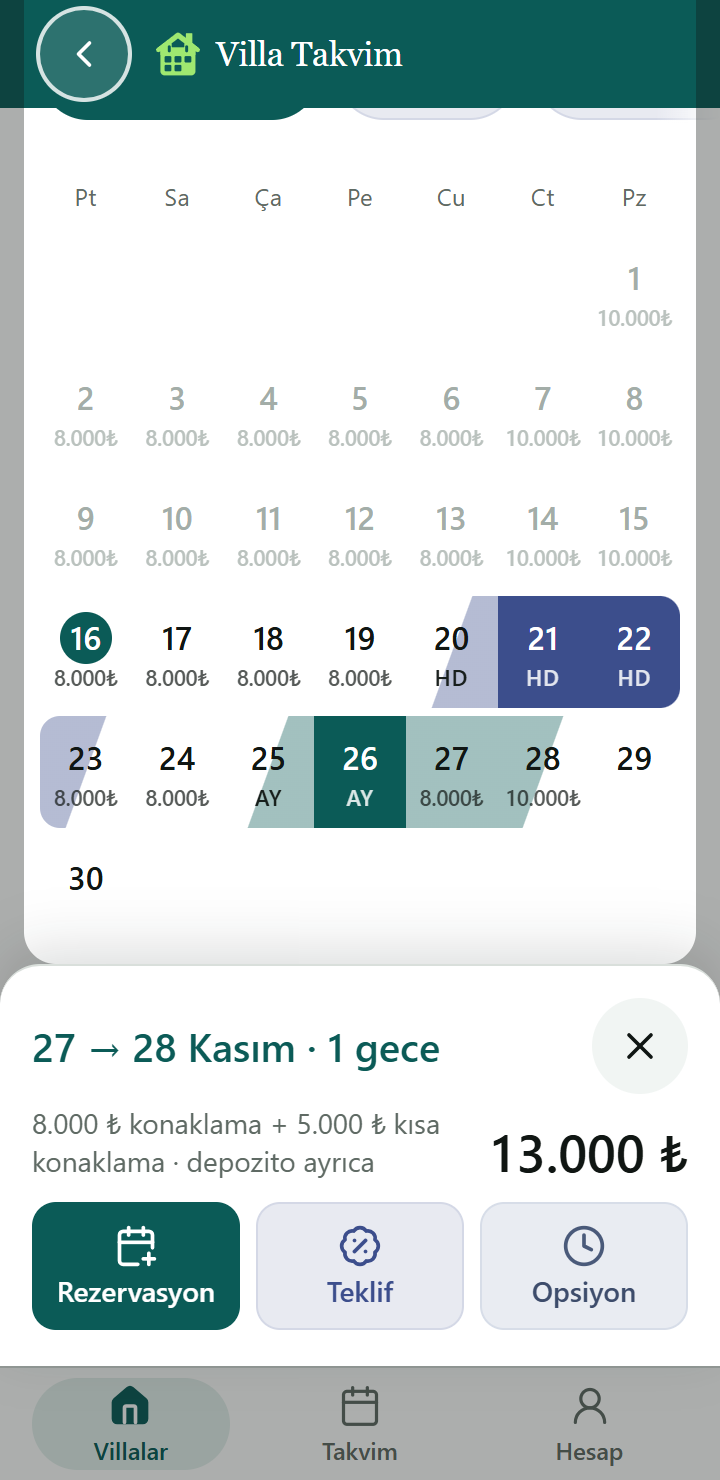 Villa Takvim
Pt Sa Ça Pe Cu Ct Pz
1
10.000₺
2 3 4 5 6 7 8
8.000₺ 8.000₺ 8.000₺ 8.000₺ 8.000₺ 10.000₺ 10.000₺
9 10 11 12 13 14 15
8.000₺ 8.000₺ 8.000₺ 8.000₺ 8.000₺ 10.000₺ 10.000₺
16 17 18 19 20 21 22
8.000₺ 8.000₺ 8.000₺ 8.000₺ HD HD HD
23 24 25 26 27 28 29
8.000₺ 8.000₺ AY AY 8.000₺ 10.000₺
30
27 → 28 Kasım · 1 gece
8.000 ₺ konaklama + 5.000 ₺ kısa
konaklama · depozito ayrıca
13.000 ₺
Rezervasyon Teklif Opsiyon
Villalar Takvim Hesap